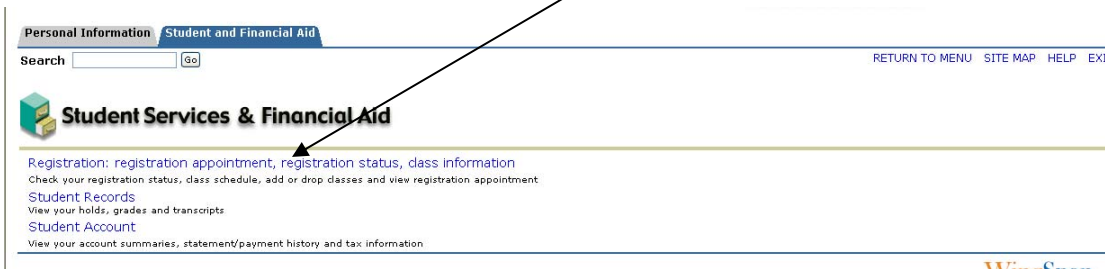 Personal Information Student and Financial Aid
Search Go RETURN TO MENU SITE MAP HELP
Student Services & Financial Aid
Registration: registration appointment, registration status, class information
Check your registration status, class schedule, add or drop classes and view registration appointment
Student Records
View your holds, grades and transcripts
Student Account
View your account summaries, statement/payment history and tax information